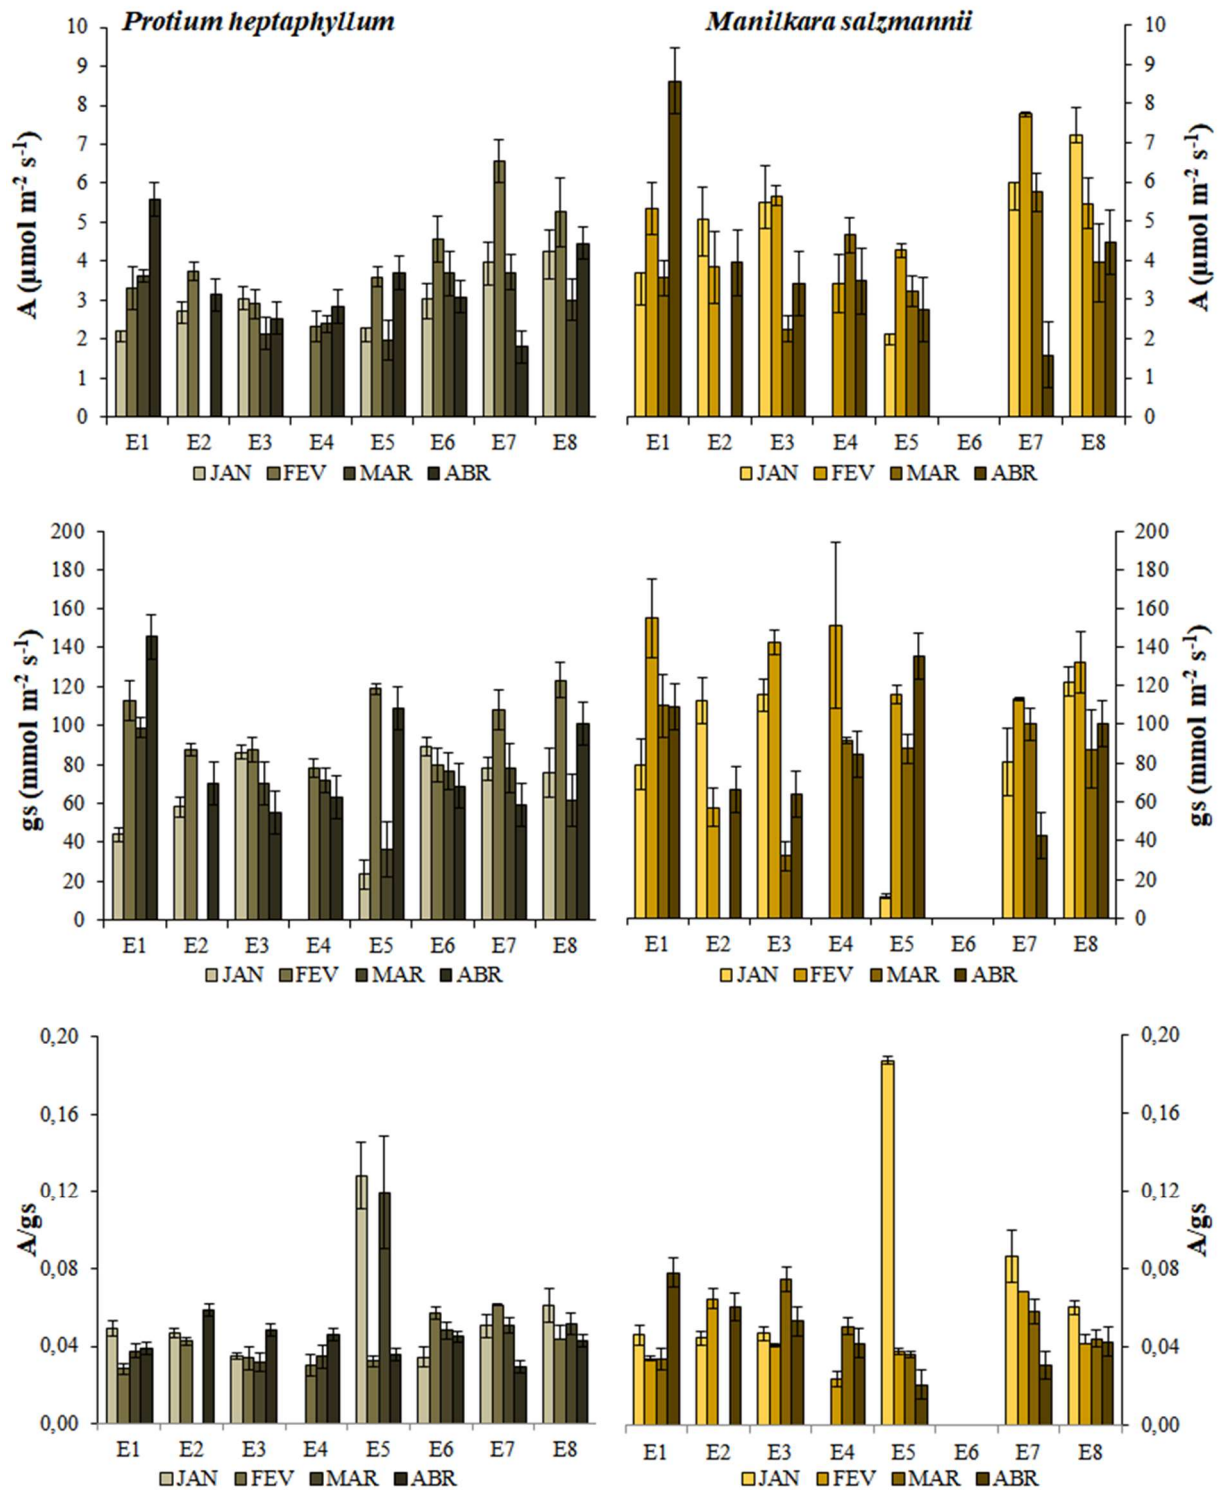 Protium heptaphyllum
Manilkara salzmannii
A (µmol m⁻² s⁻¹)
10
9
8
7
6
5
4
3
2
1
0
E1 E2 E3 E4 E5 E6 E7 E8
JAN FEV MAR ABR
10
9
8
7
6
5
4
3
2
1
0
A (µmol m⁻² s⁻¹)
E1 E2 E3 E4 E5 E6 E7 E8
JAN FEV MAR ABR
gs (mmol m⁻² s⁻¹)
200
180
160
140
120
100
80
60
40
20
0
E1 E2 E3 E4 E5 E6 E7 E8
JAN FEV MAR ABR
200
180
160
140
120
100
80
60
40
20
0
gs (mmol m⁻² s⁻¹)
E1 E2 E3 E4 E5 E6 E7 E8
JAN FEV MAR ABR
A/gs
0,20
0,16
0,12
0,08
0,04
0,00
E1 E2 E3 E4 E5 E6 E7 E8
JAN FEV MAR ABR
0,20
0,16
0,12
0,08
0,04
0,00
A/gs
E1 E2 E3 E4 E5 E6 E7 E8
JAN FEV MAR ABR